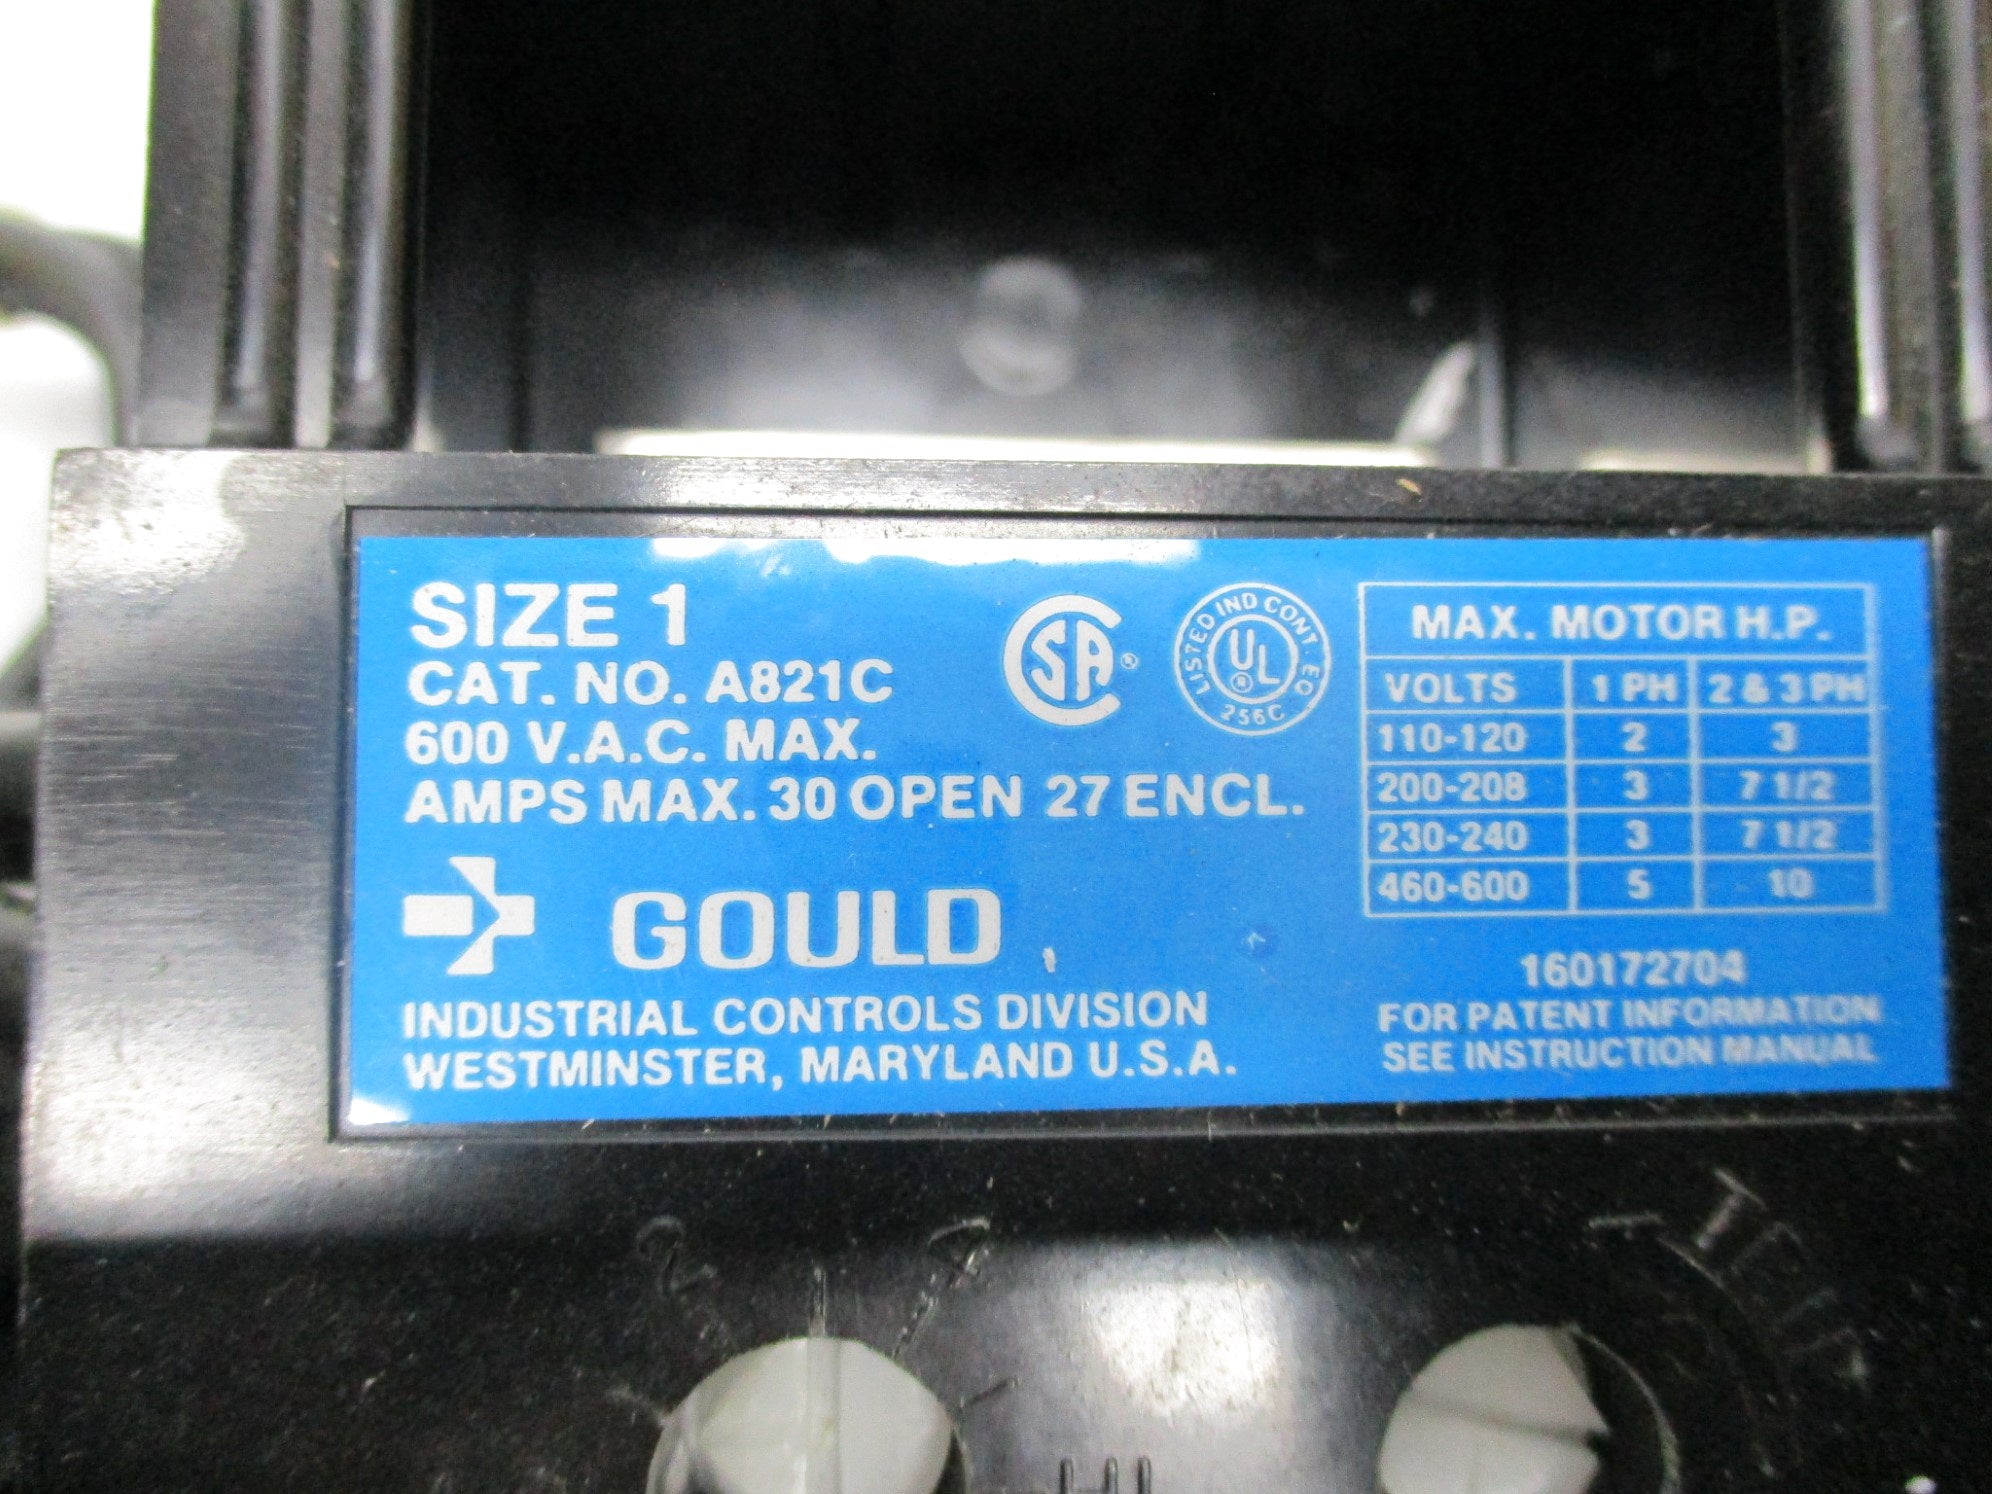 SIZE 1
CAT. NO. A821C
600 V.A.C. MAX.
AMPS MAX. 30 OPEN 27 ENCL.
GOULD
INDUSTRIAL CONTROLS DIVISION
WESTMINSTER, MARYLAND U.S.A.
CSA®
LISTED IND CONT. EQ
UL®
256C
MAX. MOTOR H.P.
VOLTS 1 PH 2 & 3 PH
110-120 2 3
200-208 3 7 1/2
230-240 3 7 1/2
460-600 5 10
160172704
FOR PATENT INFORMATION
SEE INSTRUCTION MANUAL